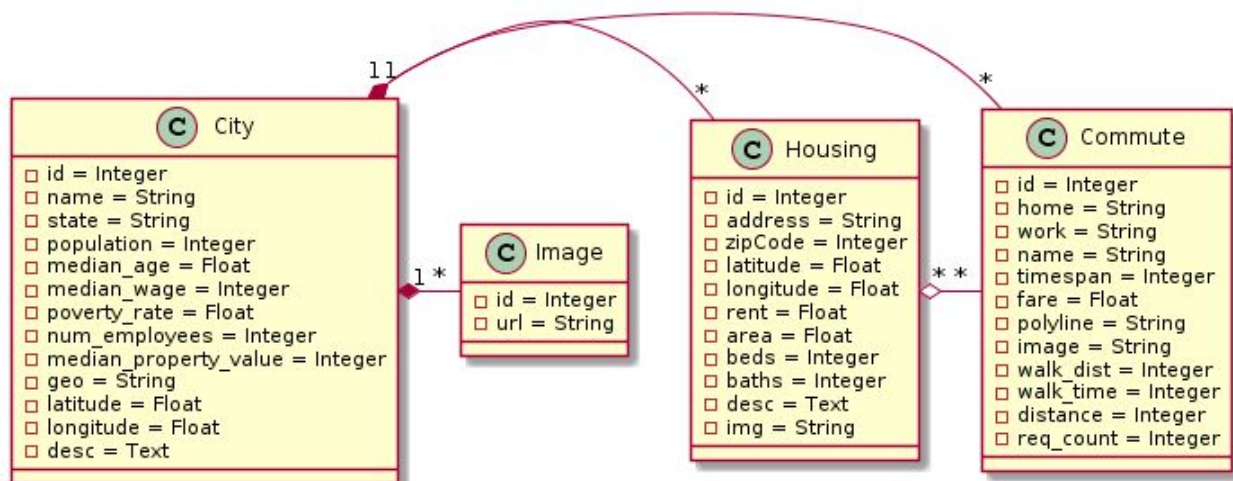 11
*
*
C City
id = Integer
name = String
state = String
population = Integer
median_age = Float
median_wage = Integer
poverty_rate = Float
num_employees = Integer
median_property_value = Integer
geo = String
latitude = Float
longitude = Float
desc = Text
1 *
C Image
id = Integer
url = String
C Housing
id = Integer
address = String
zipCode = Integer
latitude = Float
longitude = Float
rent = Float
area = Float
beds = Integer
baths = Integer
desc = Text
img = String
* *
C Commute
id = Integer
home = String
work = String
name = String
timespan = Integer
fare = Float
polyline = String
image = String
walk_dist = Integer
walk_time = Integer
distance = Integer
req_count = Integer